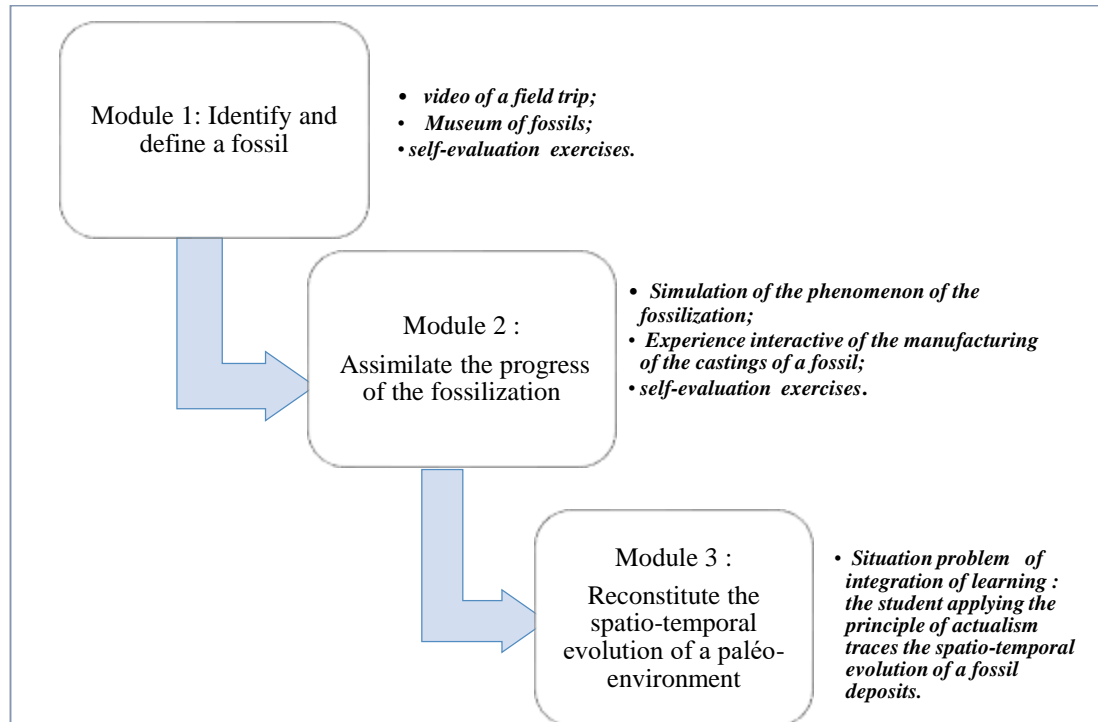 Module 1: Identify and
define a fossil
• video of a field trip;
• Museum of fossils;
• self-evaluation exercises.
Module 2 :
Assimilate the progress
of the fossilization
• Simulation of the phenomenon of the
fossilization;
• Experience interactive of the manufacturing
of the castings of a fossil;
• self-evaluation exercises.
Module 3 :
Reconstitute the
spatio-temporal
evolution of a paléo-
environment
• Situation problem of
integration of learning :
the student applying the
principle of actualism
traces the spatio-temporal
evolution of a fossil
deposits.